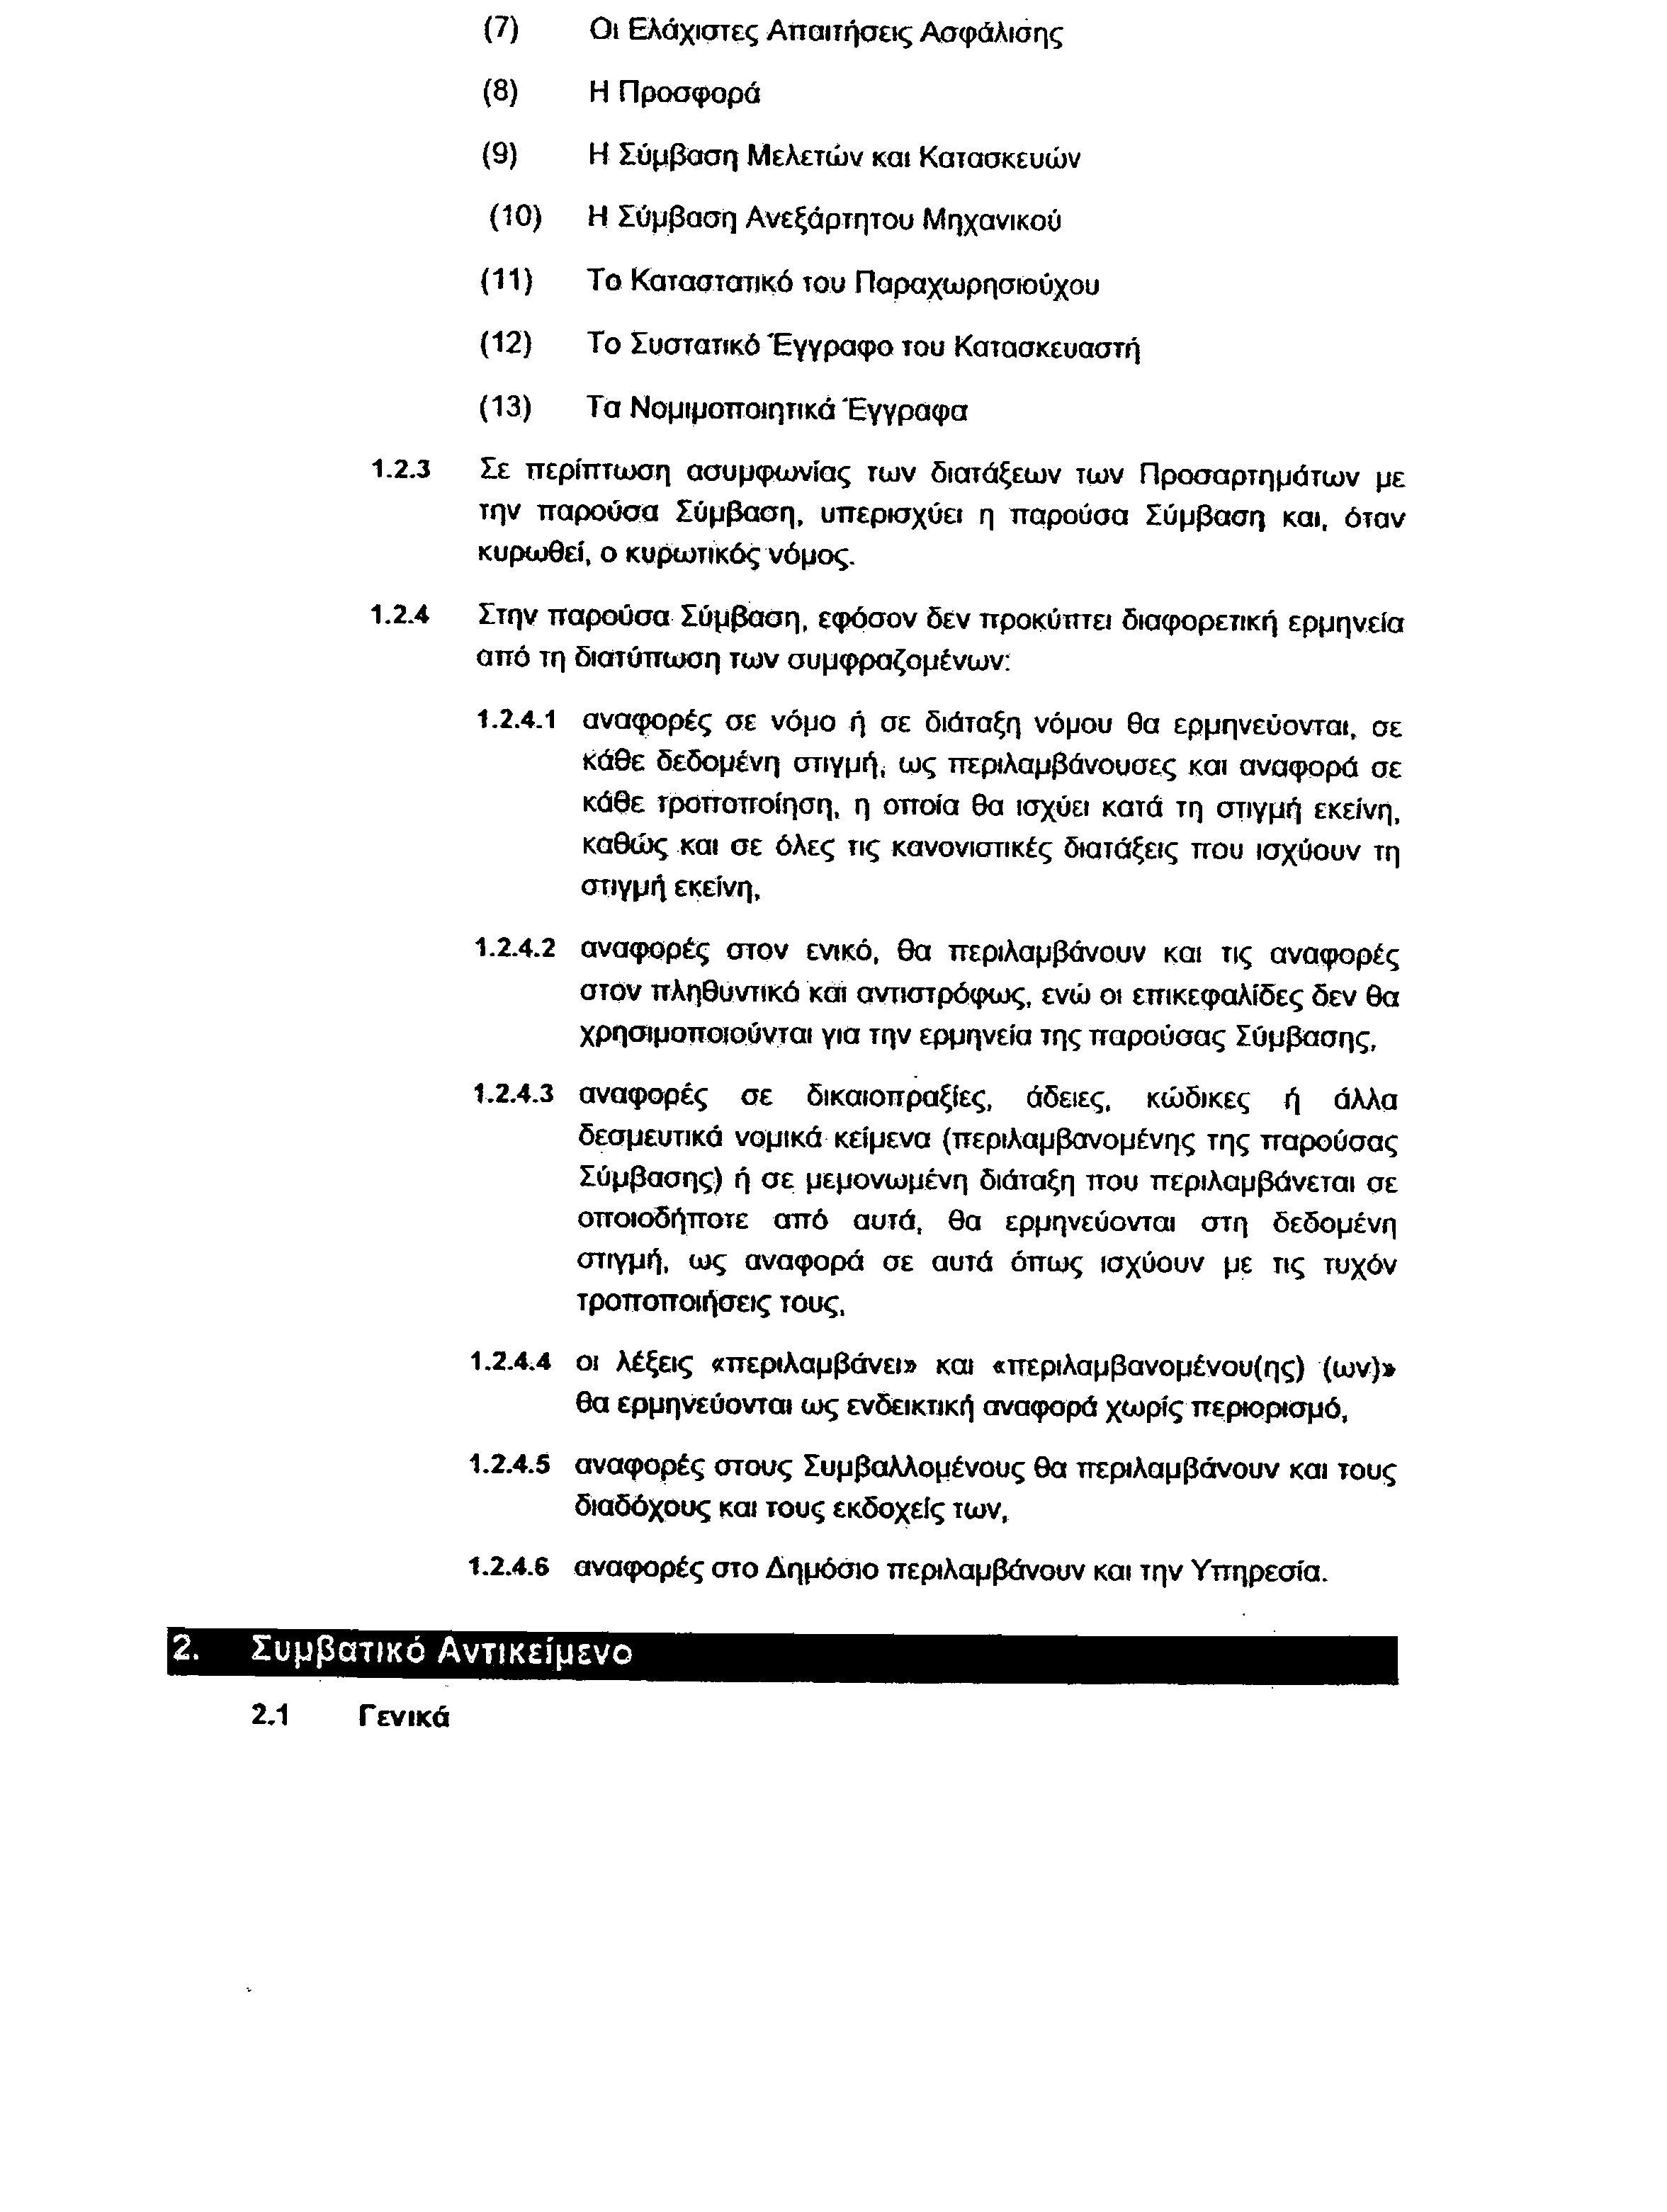 (7) Οι Ελάχιστες Απαιτήσεις Ασφάλισης
(8) Η Προσφορά
(9) Η Σύμβαση Μελετών και Κατασκευών
(10) Η Σύμβαση Ανεξάρτητου Μηχανικού
(11) Το Καταστατικό του Παραχωρησιούχου
(12) Το Συστατικό Έγγραφο του Κατασκευαστή
(13) Τα Νομιμοποιητικά Έγγραφα
1.2.3 Σε περίπτωση ασυμφωνίας των διατάξεων των Προσαρτημάτων με
την παρούσα Σύμβαση, υπερισχύει η παρούσα Σύμβαση και, όταν
κυρωθεί, ο κυρωτικός νόμος.
1.2.4 Στην παρούσα Σύμβαση, εφόσον δεν προκύπτει διαφορετική ερμηνεία
από τη διατύπωση των συμφραζομένων:
1.2.4.1 αναφορές σε νόμο ή σε διάταξη νόμου θα ερμηνεύονται, σε
κάθε δεδομένη στιγμή, ως περιλαμβάνουσες και αναφορά σε
κάθε τροποποίηση, η οποία θα ισχύει κατά τη στιγμή εκείνη,
καθώς και σε όλες τις κανονιστικές διατάξεις που ισχύουν τη
στιγμή εκείνη,
1.2.4.2 αναφορές στον ενικό, θα περιλαμβάνουν και τις αναφορές
στον πληθυντικό και αντιστρόφως, ενώ οι επικεφαλίδες δεν θα
χρησιμοποιούνται για την ερμηνεία της παρούσας Σύμβασης,
1.2.4.3 αναφορές σε δικαιοπραξίες, άδειες, κώδικες ή άλλα
δεσμευτικά νομικά κείμενα (περιλαμβανομένης της παρούσας
Σύμβασης) ή σε μεμονωμένη διάταξη που περιλαμβάνεται σε
οποιοδήποτε από αυτά, θα ερμηνεύονται στη δεδομένη
στιγμή, ως αναφορά σε αυτά όπως ισχύουν με τις τυχόν
τροποποιήσεις τους,
1.2.4.4 οι λέξεις «περιλαμβάνει» και «περιλαμβανομένου(ης) (ων)»
θα ερμηνεύονται ως ενδεικτική αναφορά χωρίς περιορισμό,
1.2.4.5 αναφορές στους Συμβαλλομένους θα περιλαμβάνουν και τους
διαδόχους και τους εκδοχείς των,
1.2.4.6 αναφορές στο Δημόσιο περιλαμβάνουν και την Υπηρεσία.
2. Συμβατικό Αντικείμενο
2.1 Γενικά